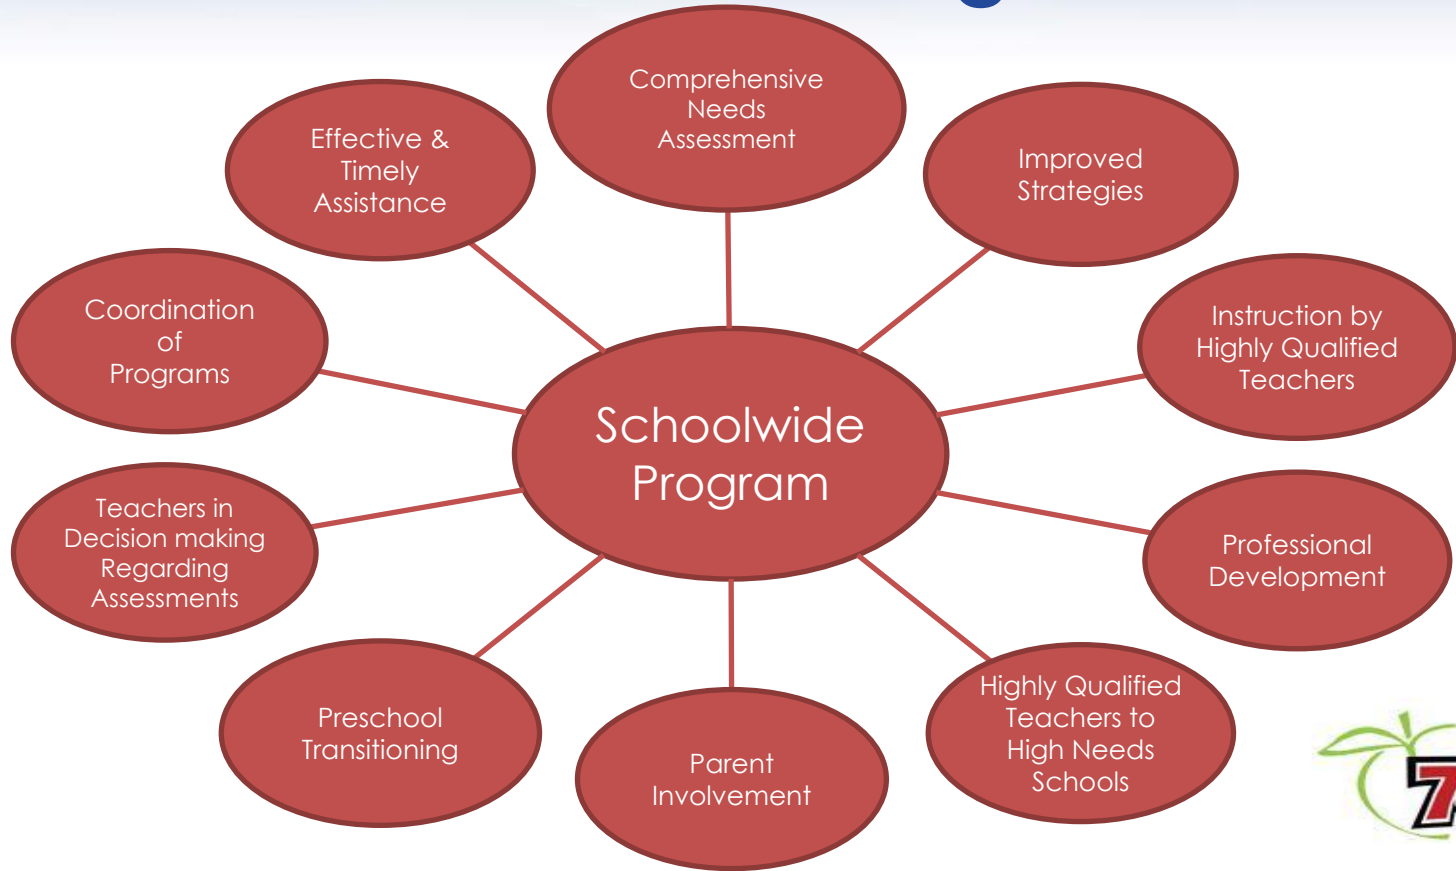 Comprehensive
Needs
Assessment
Improved
Strategies
Instruction by
Highly Qualified
Teachers
Professional
Development
Highly Qualified
Teachers to
High Needs
Schools
Parent
Involvement
Preschool
Transitioning
Teachers in
Decision making
Regarding
Assessments
Coordination
of
Programs
Effective &
Timely
Assistance
Schoolwide
Program